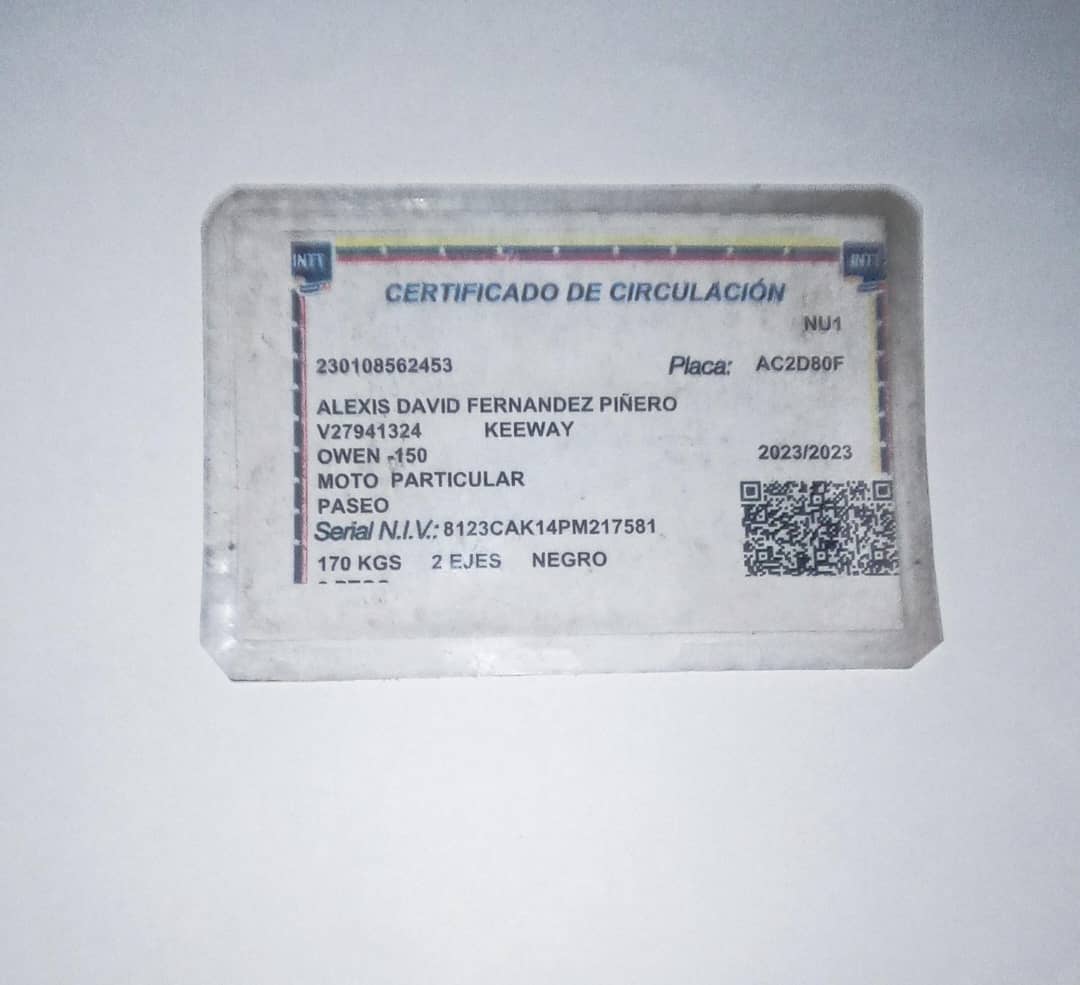 INTT INTT
CERTIFICADO DE CIRCULACIÓN
NU1
230108562453 Placa: AC2D80F
ALEXIS DAVID FERNANDEZ PIÑERO
V27941324 KEEWAY
OWEN -150 2023/2023
MOTO PARTICULAR
PASEO
Serial N.I.V.: 8123CAK14PM217581
170 KGS 2 EJES NEGRO